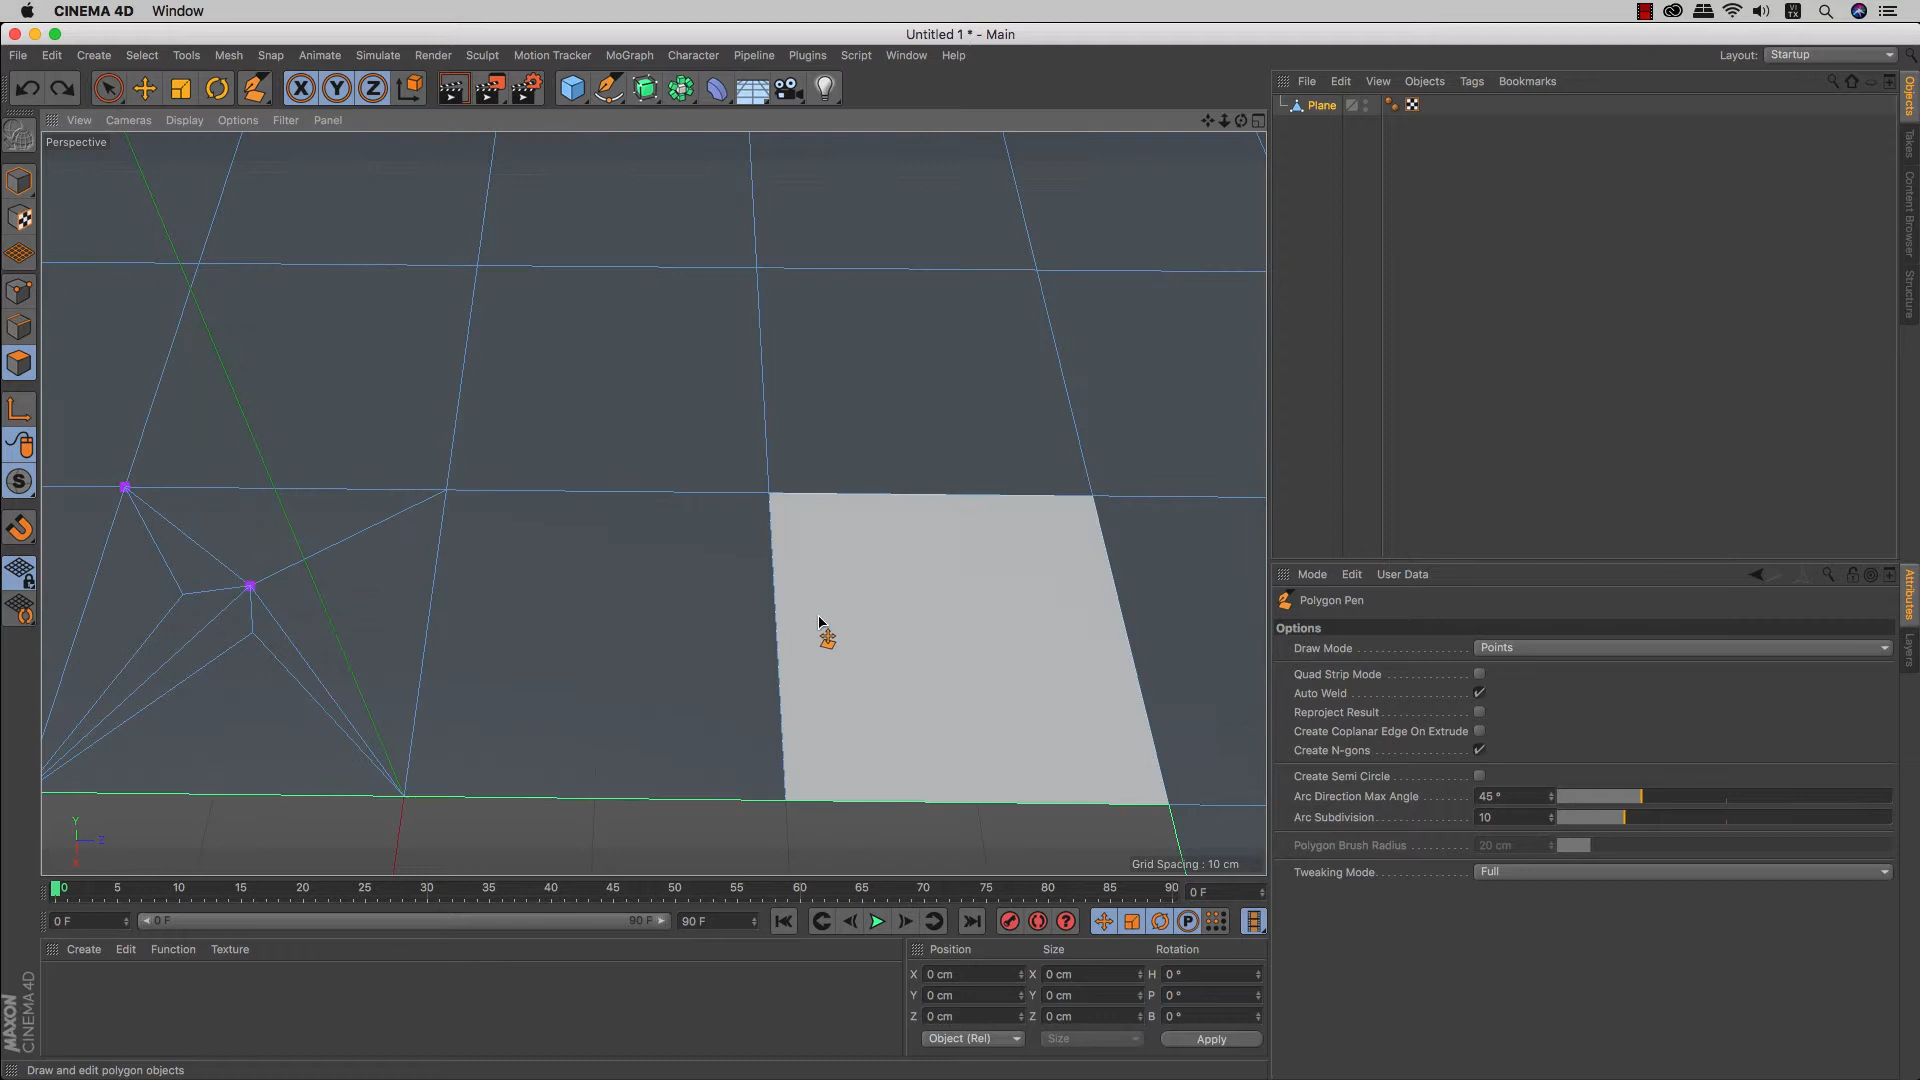 CINEMA 4D Window
Untitled 1 * - Main
File Edit Create Select Tools Mesh Snap Animate Simulate Render Sculpt Motion Tracker MoGraph Character Pipeline Plugins Script Window Help
Layout: Startup
X Y Z
File Edit View Objects Tags Bookmarks
Plane
View Cameras Display Options Filter Panel
Perspective
Objects
Takes
Content Browser
Structure
S
Y
Z
X
Grid Spacing : 10 cm
Mode Edit User Data
Attributes
Layers
Polygon Pen
Options
Draw Mode Points
Quad Strip Mode
Auto Weld
Reproject Result
Create Coplanar Edge On Extrude
Create N-gons
Create Semi Circle
Arc Direction Max Angle 45 °
Arc Subdivision 10
Polygon Brush Radius 20 cm
Tweaking Mode Full
0 5 10 15 20 25 30 35 40 45 50 55 60 65 70 75 80 85 90 0 F
0 F 0 F 90 F 90 F
P
Create Edit Function Texture
Position Size Rotation
X 0 cm X 0 cm H 0 °
Y 0 cm Y 0 cm P 0 °
Z 0 cm Z 0 cm B 0 °
Object (Rel) Size Apply
MAXON
CINEMA 4D
Draw and edit polygon objects